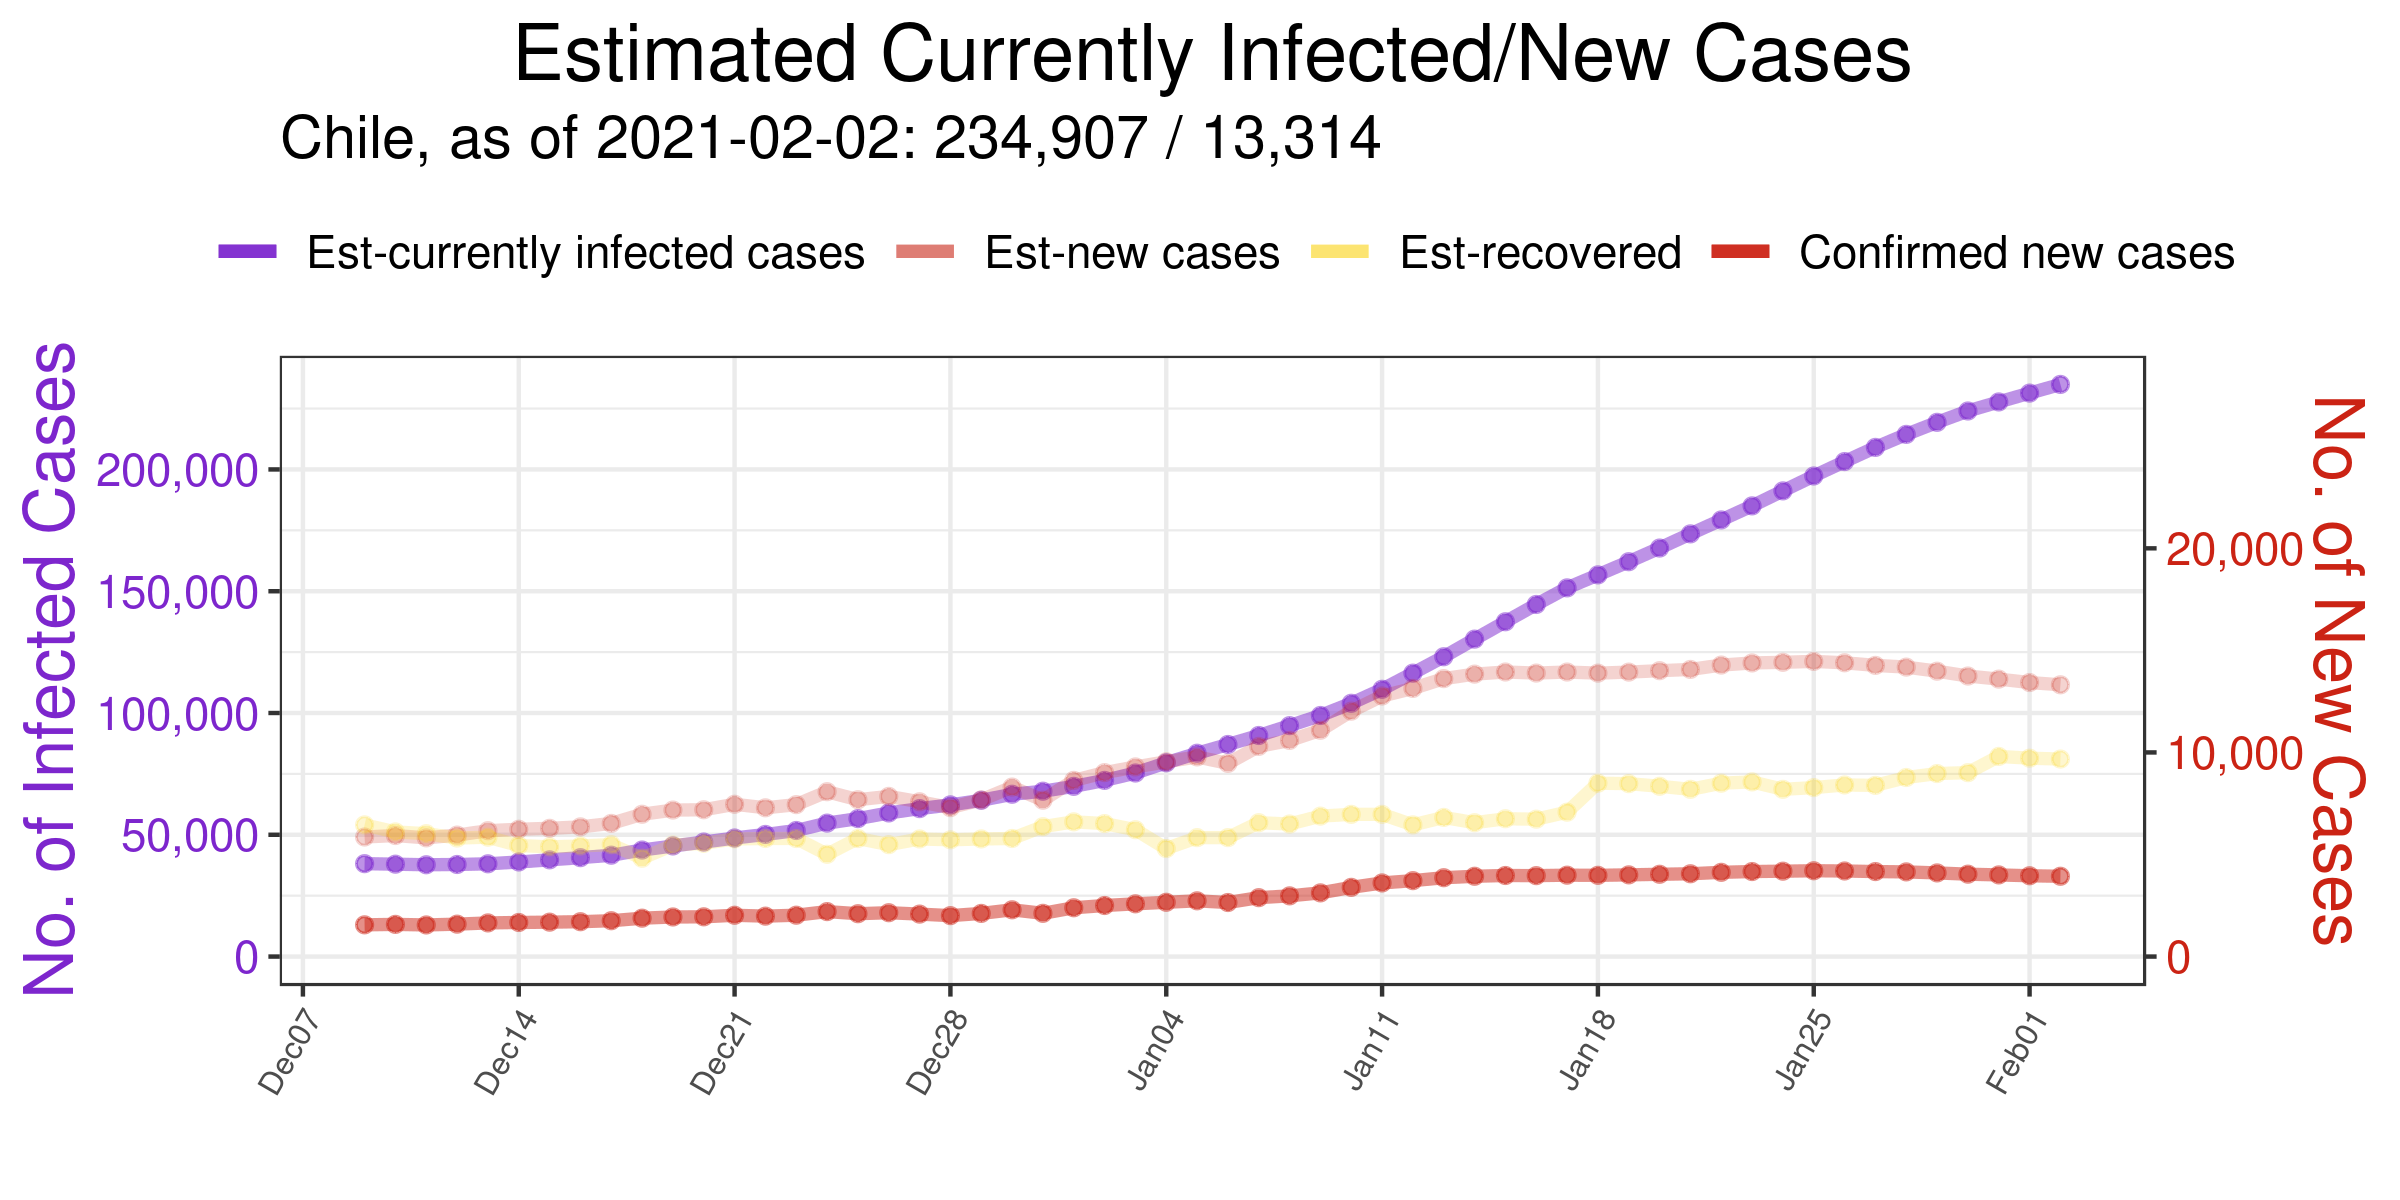 Estimated Currently Infected/New Cases
Chile, as of 2021-02-02: 234,907 / 13,314
Est-currently infected cases Est-new cases Est-recovered Confirmed new cases
No. of Infected Cases
200,000
150,000
100,000
50,000
0
No. of New Cases
20,000
10,000
0
Dec07 Dec14 Dec21 Dec28 Jan04 Jan11 Jan18 Jan25 Feb01